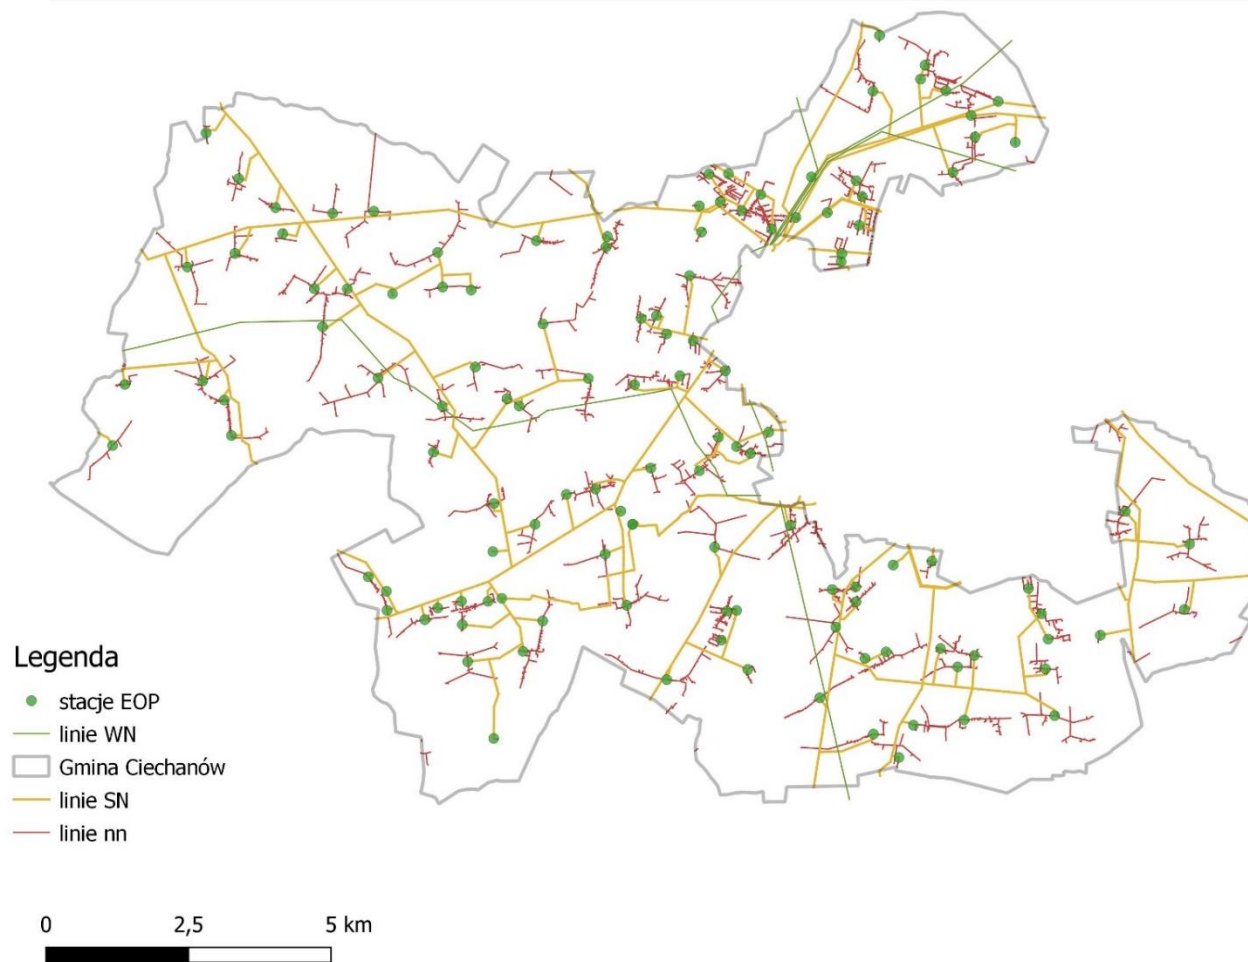 Legenda
stacje EOP
linie WN
Gmina Ciechanów
linie SN
linie nn
0 2,5 5 km